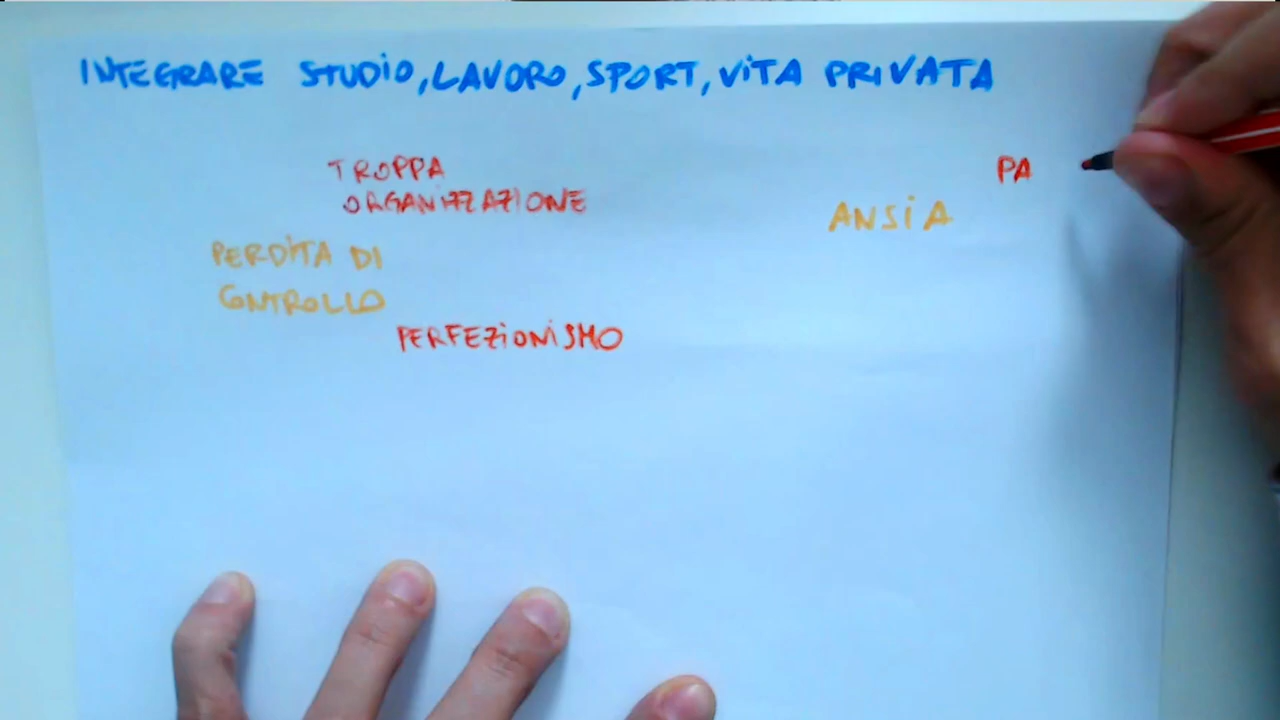 INTEGRARE STUDIO, LAVORO, SPORT, VITA PRIVATA
TROPPA
ORGANIZZAZIONE
PA
ANSIA
PERDITA DI
CONTROLLO
PERFEZIONISMO